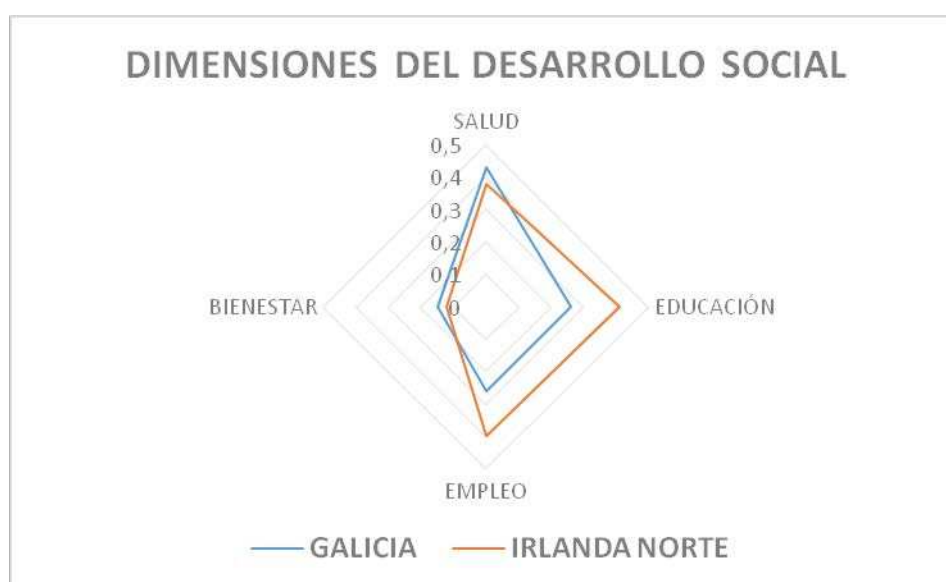 DIMENSIONES DEL DESARROLLO SOCIAL
SALUD
0,5
0,4
0,3
0,2
0,1
0
BIENESTAR
EDUCACIÓN
EMPLEO
GALICIA
IRLANDA NORTE